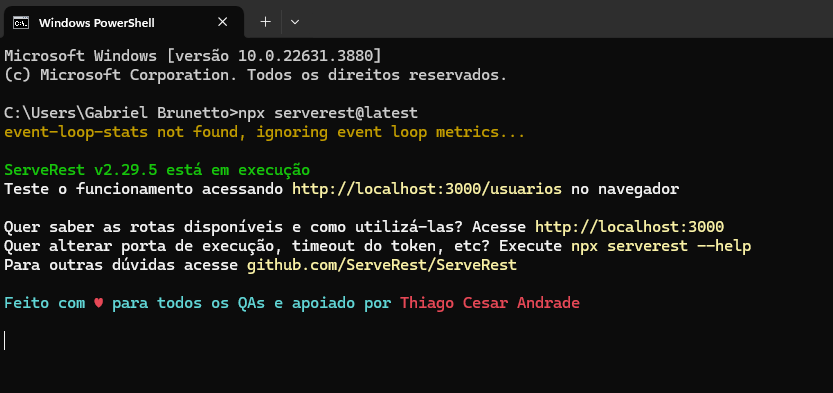 Windows PowerShell
Microsoft Windows [versão 10.0.22631.3880]
(c) Microsoft Corporation. Todos os direitos reservados.
C:\Users\Gabriel Brunetto>npx serverest@latest
event-loop-stats not found, ignoring event loop metrics...
ServeRest v2.29.5 está em execução
Teste o funcionamento acessando http://localhost:3000/usuarios no navegador
Quer saber as rotas disponíveis e como utilizá-las? Acesse http://localhost:3000
Quer alterar porta de execução, timeout do token, etc? Execute npx serverest --help
Para outras dúvidas acesse github.com/ServeRest/ServeRest
Feito com ♥ para todos os QAs e apoiado por Thiago Cesar Andrade